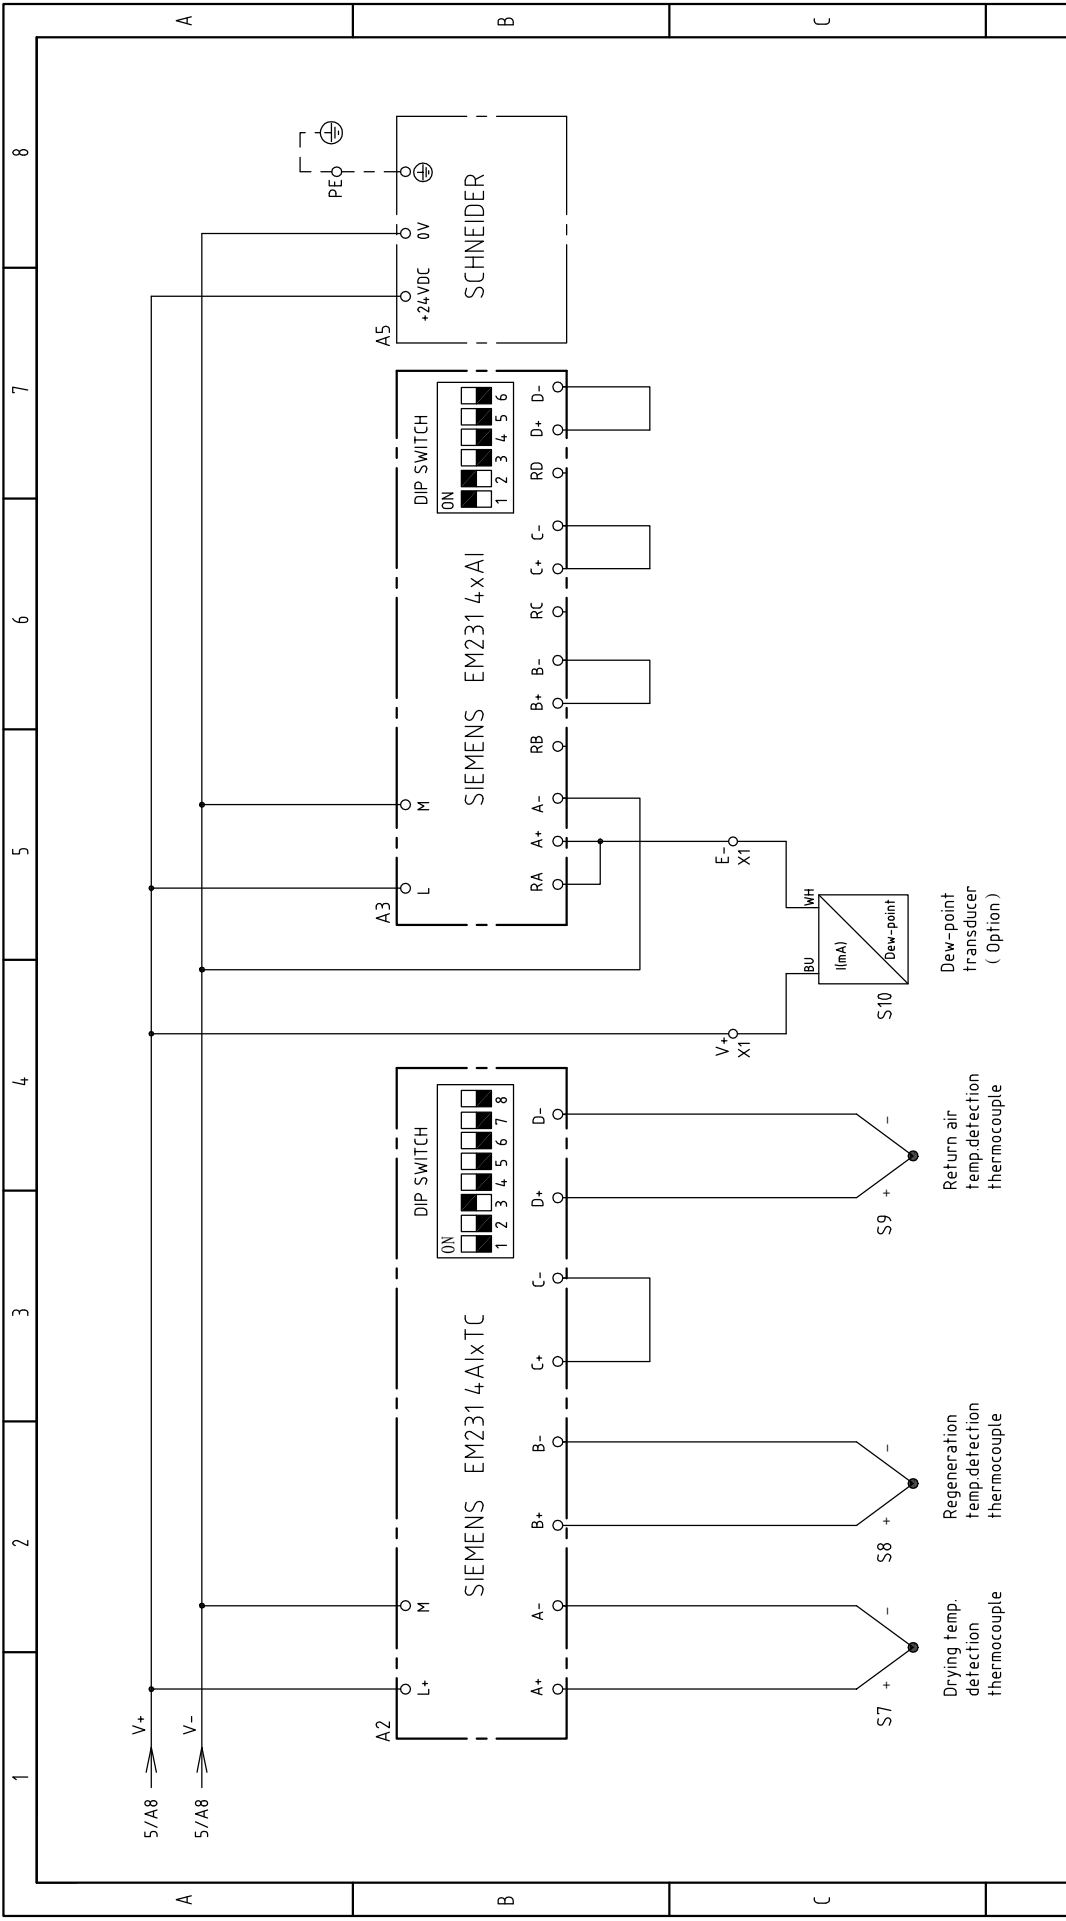 1
2
3
4
5
6
7
8
A
A
5/A8
V+
5/A8
V-
PE
A2
L+
M
SIEMENS EM231 4AIxTC
DIP SWITCH
ON
1 2 3 4 5 6 7 8
A+
A-
B+
B-
C+
C-
D+
D-
A3
L
M
SIEMENS EM231 4xAI
DIP SWITCH
ON
1 2 3 4 5 6
RA
A+
A-
RB
B+
B-
RC
C+
C-
RD
D+
D-
A5
+24VDC
0V
SCHNEIDER
B
B
V+
X1
E-
X1
BU
WH
I(mA)
Dew-point
S7
+
-
S8
+
-
S9
+
-
S10
Drying temp.
detection
thermocouple
Regeneration
temp.detection
thermocouple
Return air
temp.detection
thermocouple
Dew-point
transducer
( Option )
C
C